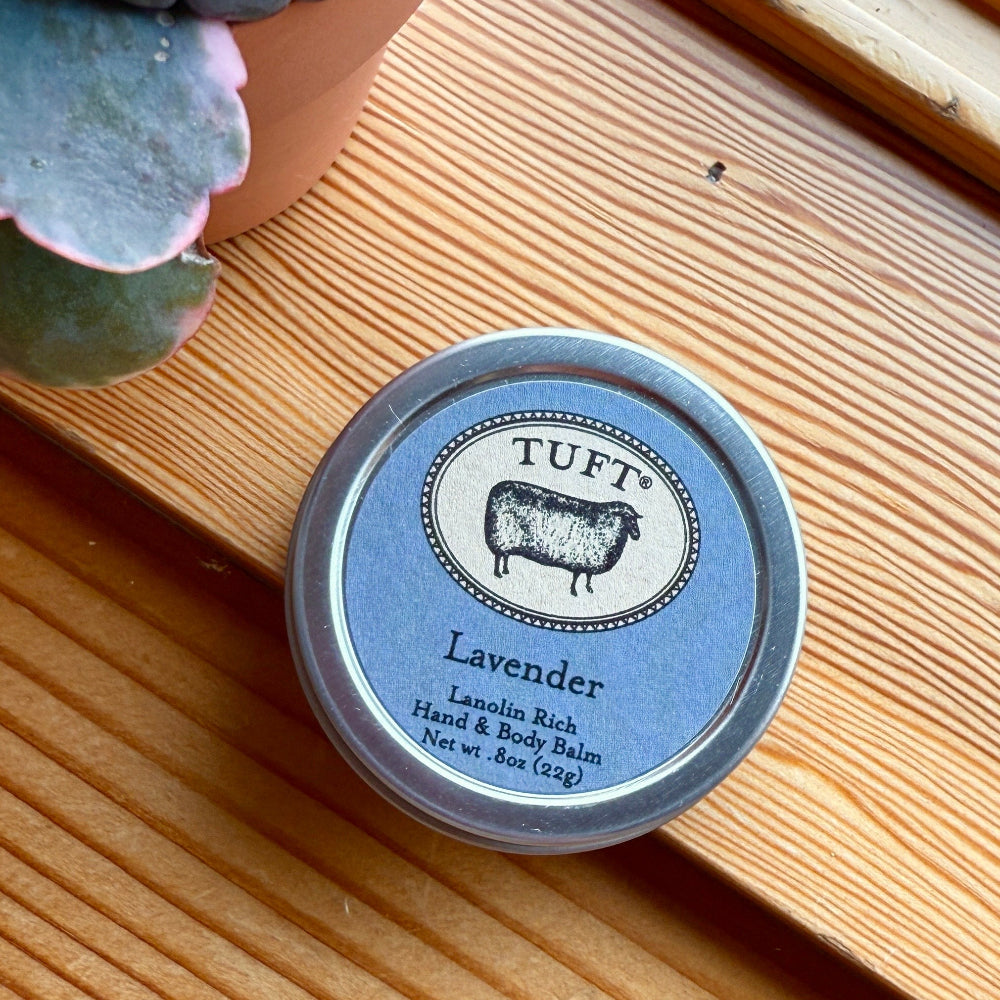 TUFT®
Lavender
Lanolin Rich
Hand & Body Balm
Net wt .8oz (22g)